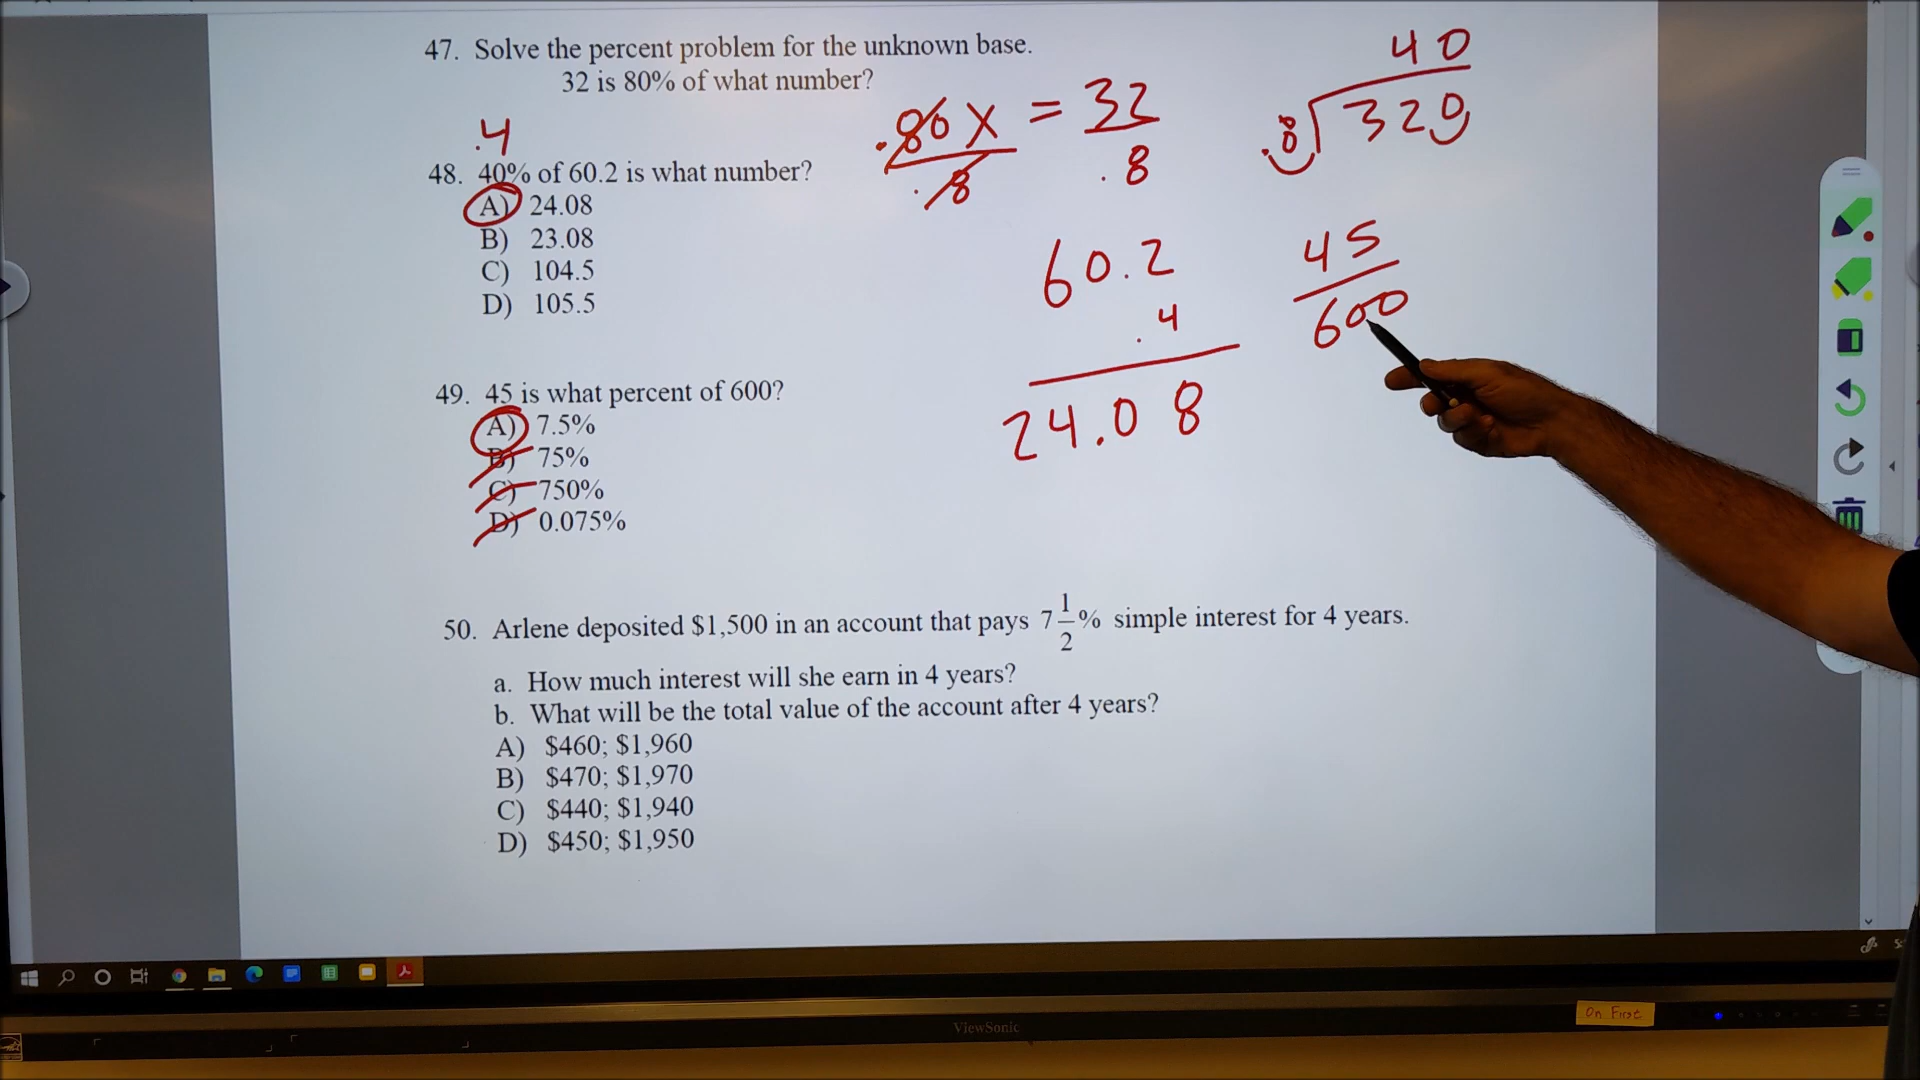 47. Solve the percent problem for the unknown base.
32 is 80% of what number?
.80x = 32
.8 .8
40
.8 320
.4
48. 40% of 60.2 is what number?
A) 24.08
B) 23.08
C) 104.5
D) 105.5
60.2
.4
24.08
45
600
49. 45 is what percent of 600?
A) 7.5%
B) 75%
C) 750%
D) 0.075%
50. Arlene deposited $1,500 in an account that pays 7 1/2 % simple interest for 4 years.
a. How much interest will she earn in 4 years?
b. What will be the total value of the account after 4 years?
A) $460; $1,960
B) $470; $1,970
C) $440; $1,940
D) $450; $1,950
On First
ViewSonic